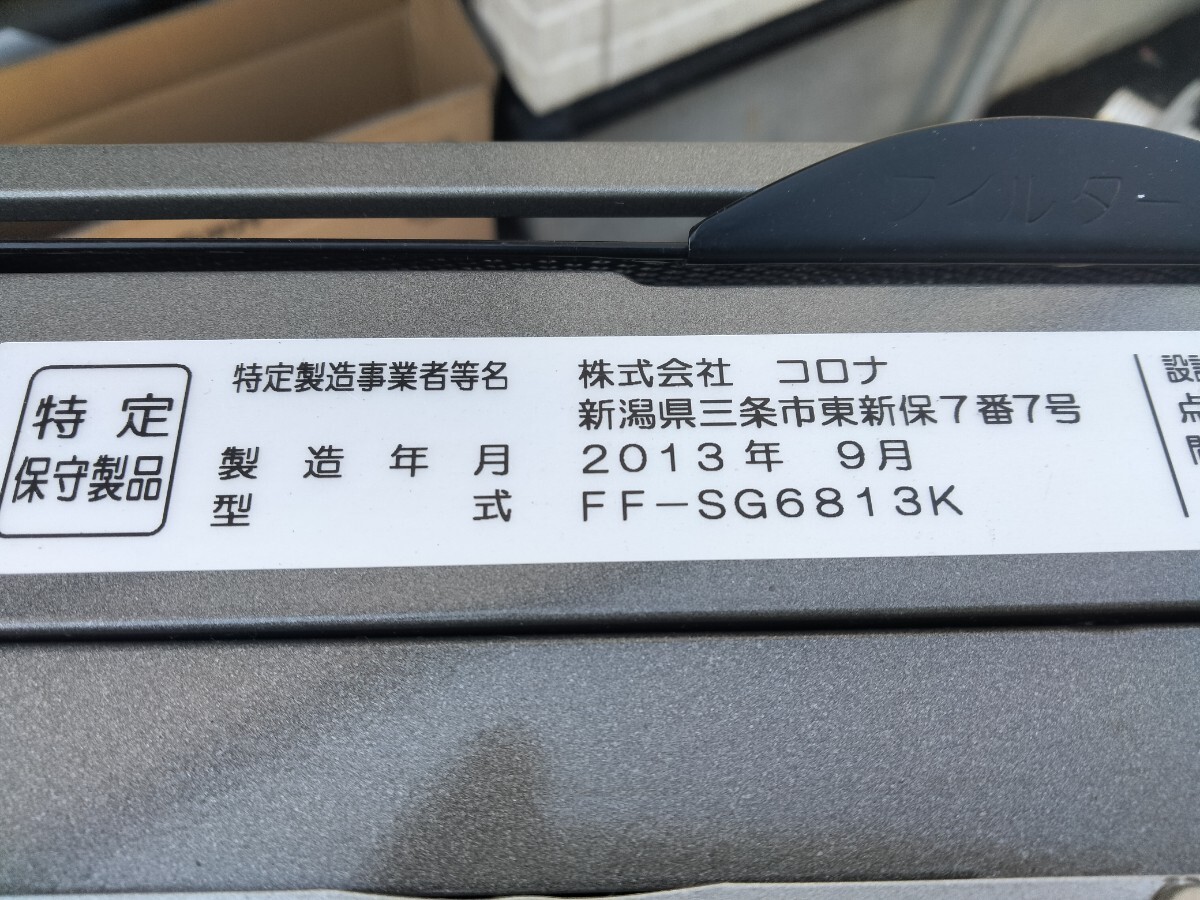 フィルター
特定
保守製品
特定製造事業者等名 株式会社 コロナ
新潟県三条市東新保7番7号
製造年月 2013年 9月
型式 FF-SG6813K
設
点